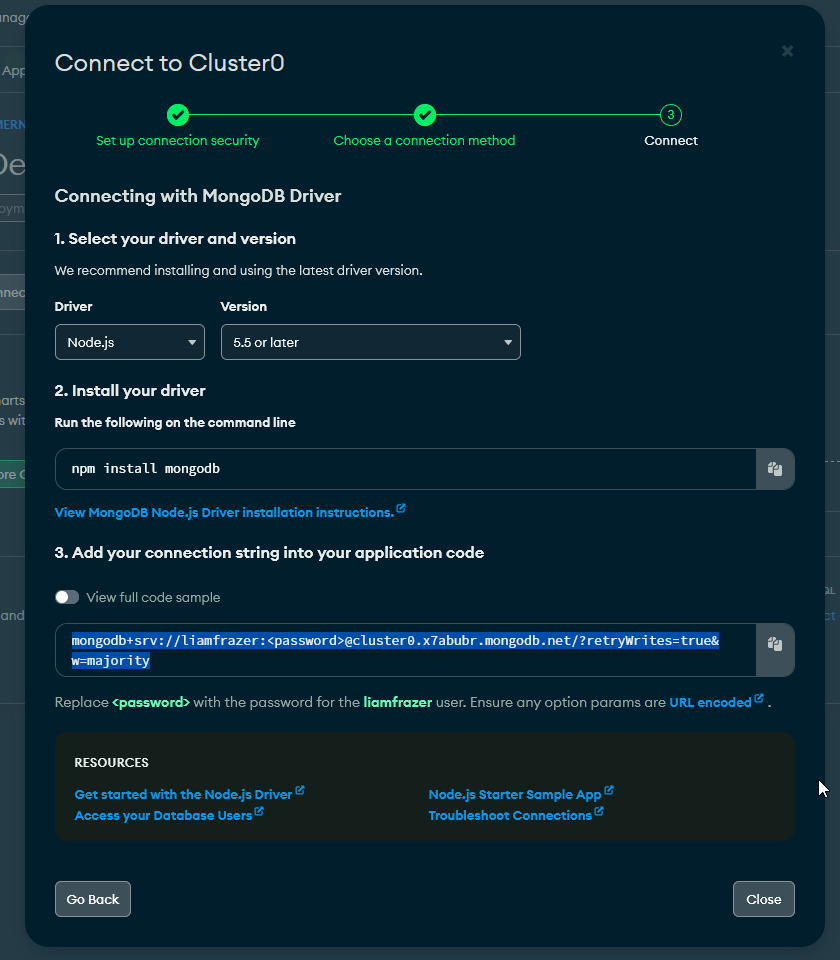 Connect to Cluster0
3
Set up connection security
Choose a connection method
Connect
Connecting with MongoDB Driver
1. Select your driver and version
We recommend installing and using the latest driver version.
Driver
Version
Node.js
5.5 or later
2. Install your driver
Run the following on the command line
npm install mongodb
View MongoDB Node.js Driver installation instructions.
3. Add your connection string into your application code
View full code sample
mongodb+srv://liamfrazer:<password>@cluster0.x7abubr.mongodb.net/?retryWrites=true&
w=majority
Replace <password> with the password for the liamfrazer user. Ensure any option params are URL encoded .
RESOURCES
Get started with the Node.js Driver
Node.js Starter Sample App
Access your Database Users
Troubleshoot Connections
Go Back
Close